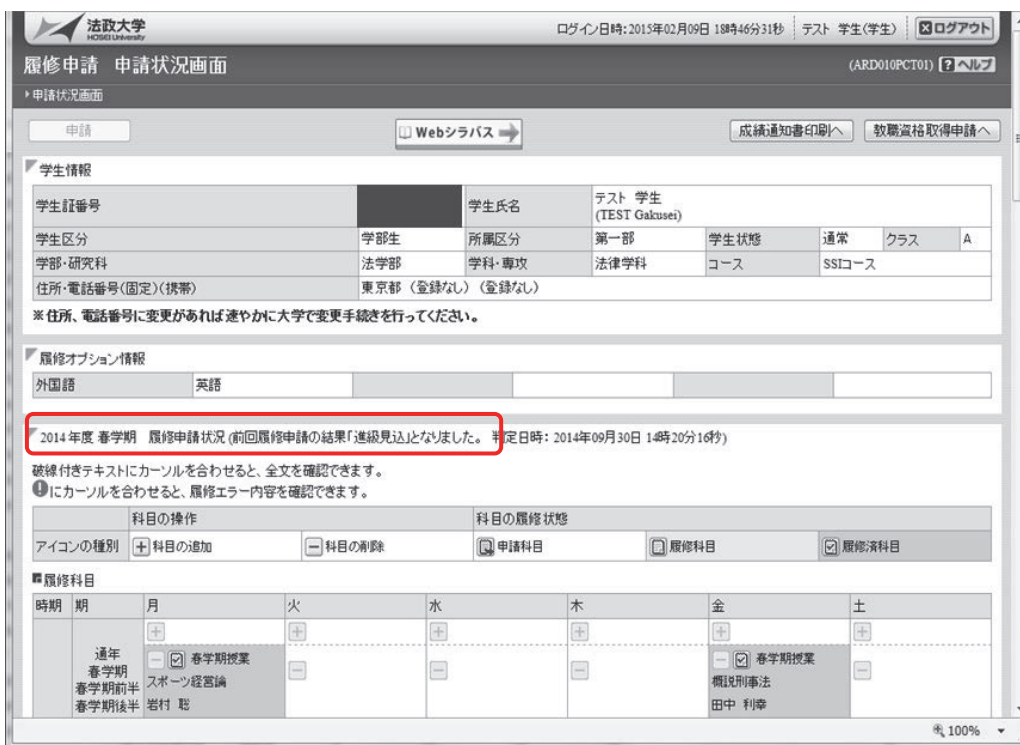 法政大学
HOSEI University
ログイン日時:2015年02月09日 18時46分31秒 テスト 学生(学生) ログアウト
履修申請 申請状況画面 (ARD010PCT01) ? ヘルプ
申請状況画面
申請 Webシラバス 成績通知書印刷へ 教職資格取得申請へ
学生情報
学生証番号 学生氏名 テスト 学生
(TEST Gakusei)
学生区分 学部生 所属区分 第一部 学生状態 通常 クラス A
学部・研究科 法学部 学科・専攻 法律学科 コース SSIコース
住所・電話番号(固定)(携帯) 東京都 (登録なし) (登録なし)
※住所、電話番号に変更があれば速やかに大学で変更手続きを行ってください。
履修オプション情報
外国語 英語
2014年度 春学期 履修申請状況 (前回履修申請の結果「進級見込」となりました。 判定日時: 2014年09月30日 14時20分16秒)
破線付きテキストにカーソルを合わせると、全文を確認できます。
にカーソルを合わせると、履修エラー内容を確認できます。
科目の操作 科目の履修状態
アイコンの種別 科目の追加 科目の削除 申請科目 履修科目 履修済科目
履修科目
時期 期 月 火 水 木 金 土
通年
春学期
春学期前半
春学期後半
春学期授業
スポーツ経営論
岩村 聡
春学期授業
概説刑事法
田中 利幸
100%